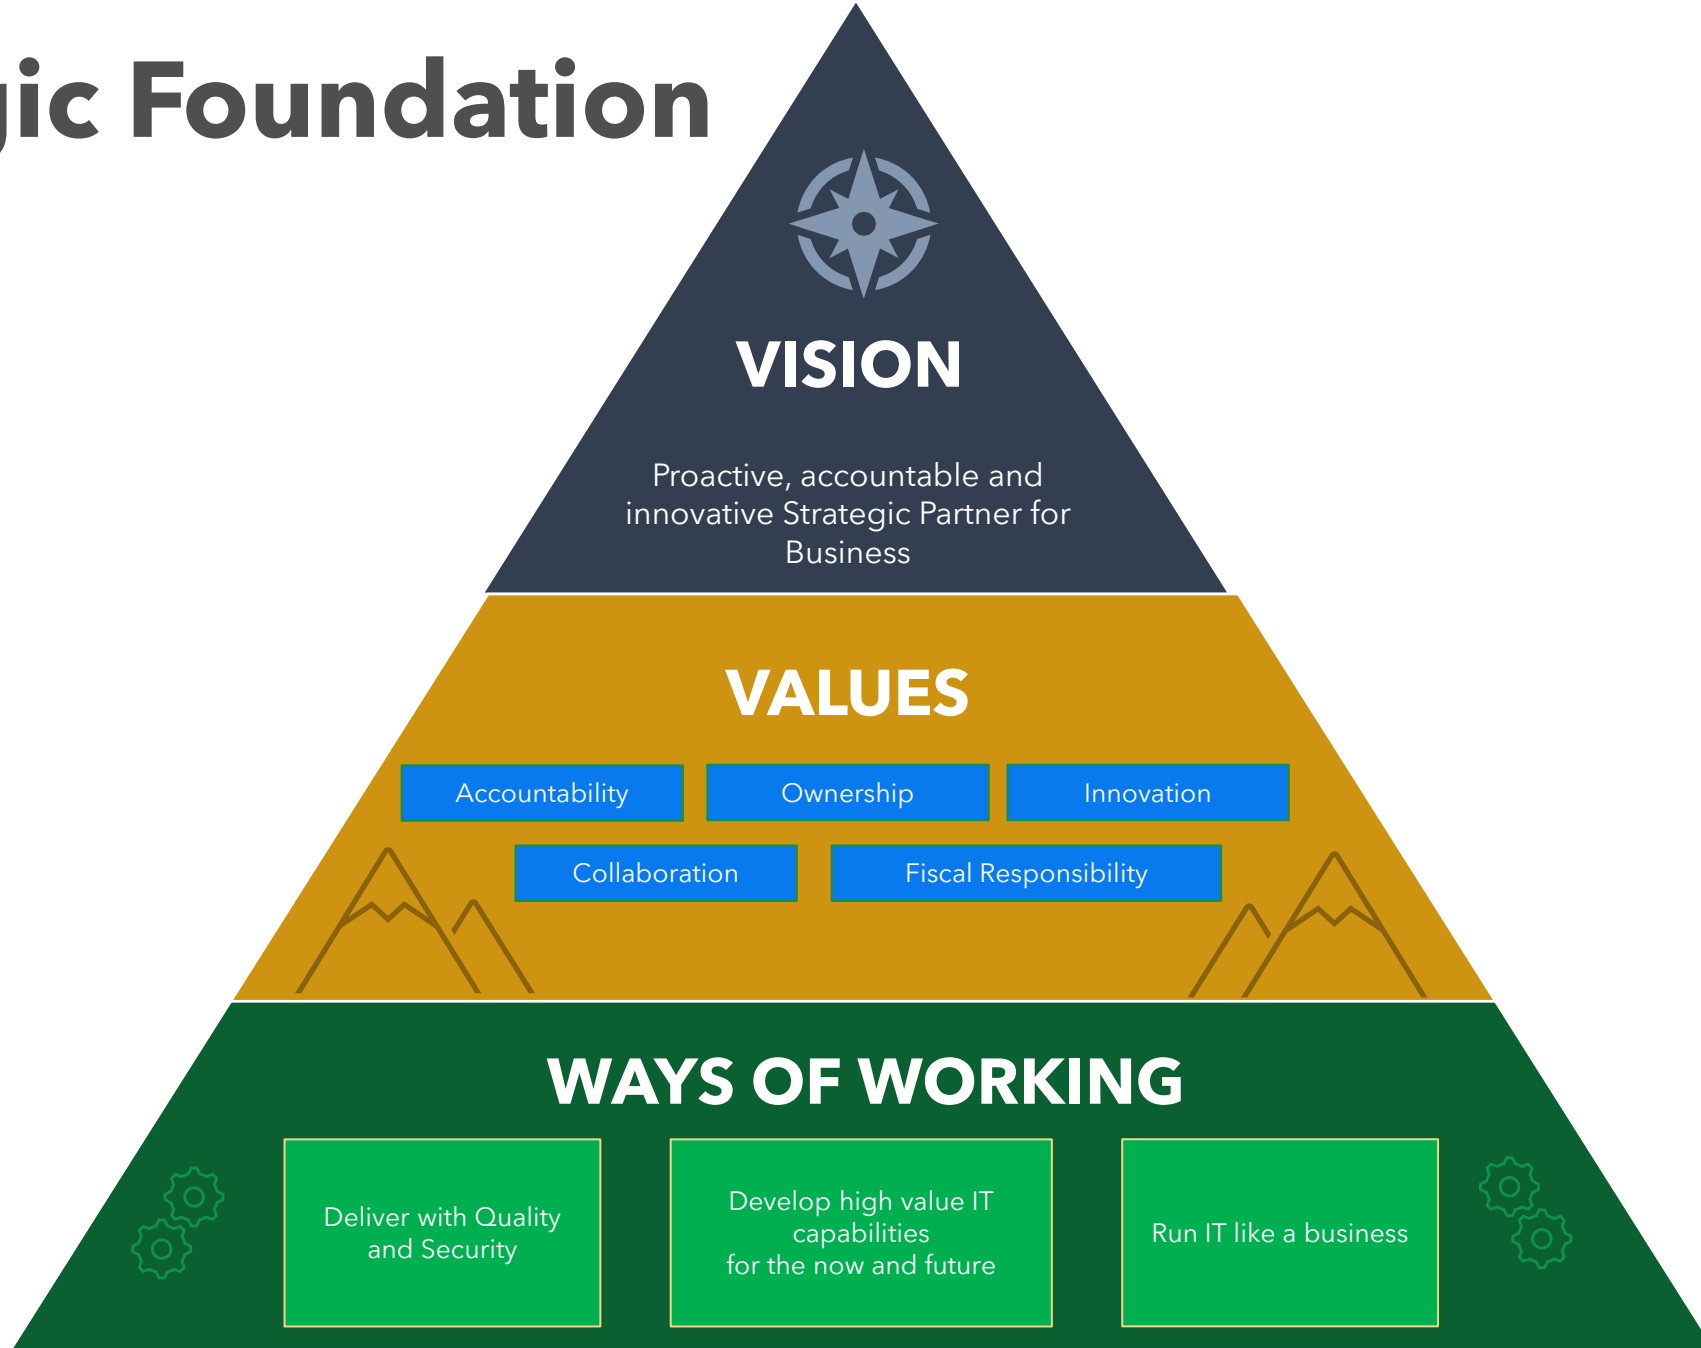 gic Foundation
VISION
Proactive, accountable and
innovative Strategic Partner for
Business
VALUES
Accountability
Ownership
Innovation
Collaboration
Fiscal Responsibility
WAYS OF WORKING
Deliver with Quality
and Security
Develop high value IT
capabilities
for the now and future
Run IT like a business